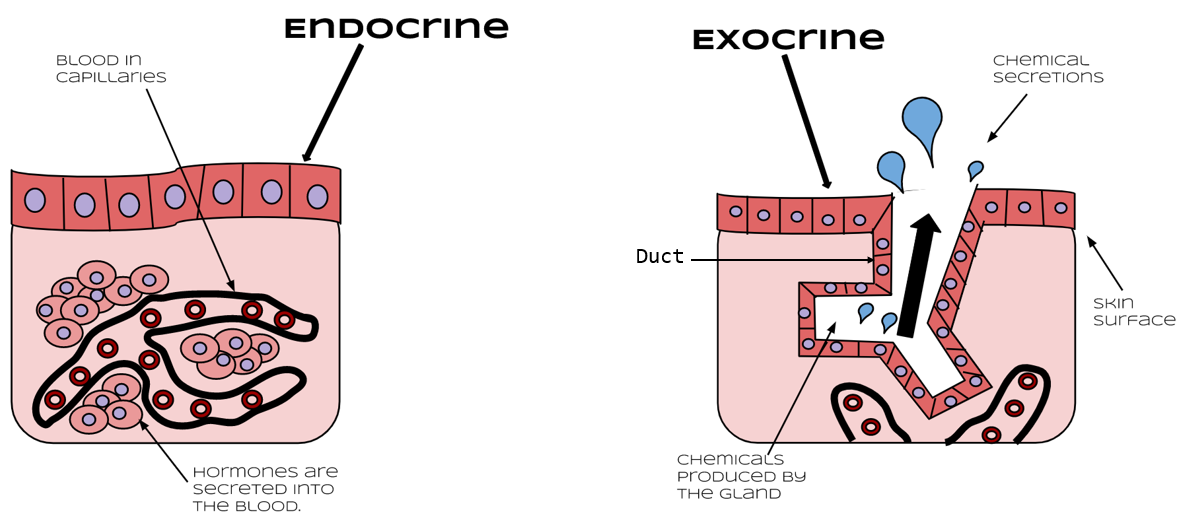 Endocrine
Blood in
capillaries
Hormones are
secreted into
the blood.
Exocrine
Chemical
secretions
Duct
Skin
surface
Chemicals
produced by
the gland